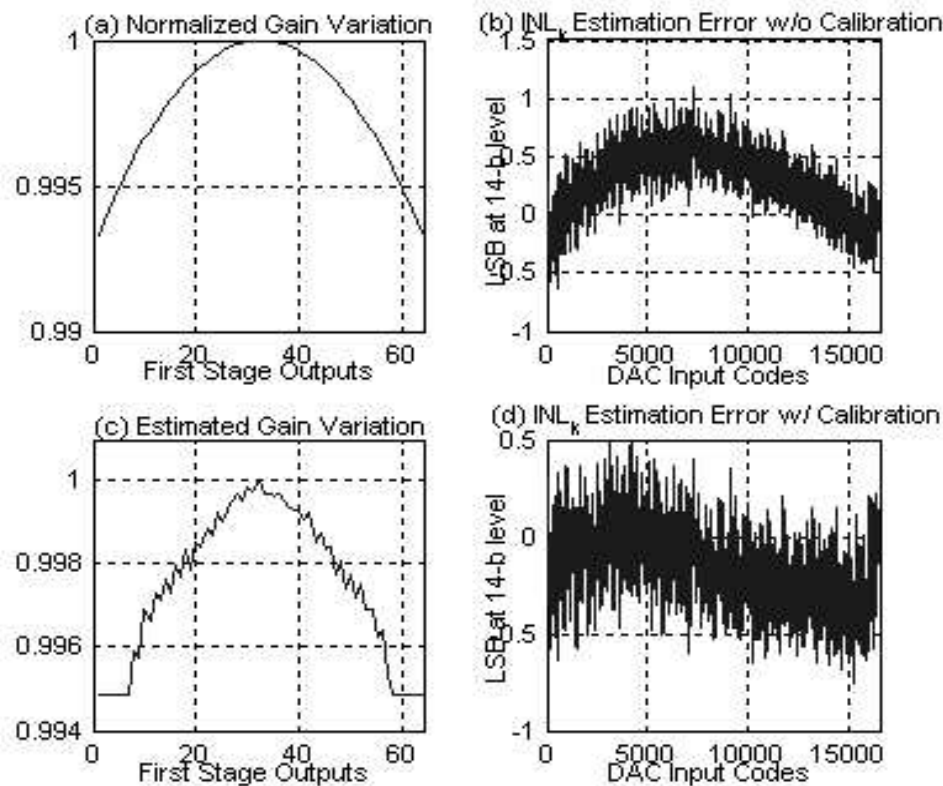 (a) Normalized Gain Variation
1
0.995
0.99
0 20 40 60
First Stage Outputs
(b) INLk Estimation Error w/o Calibration
LSB at 14-b level
1.5
1
0.5
0
-0.5
-1
0 5000 10000 15000
DAC Input Codes
(c) Estimated Gain Variation
1
0.998
0.996
0.994
0 20 40 60
First Stage Outputs
(d) INLk Estimation Error w/ Calibration
LSB at 14-b level
0.5
0
-0.5
-1
0 5000 10000 15000
DAC Input Codes